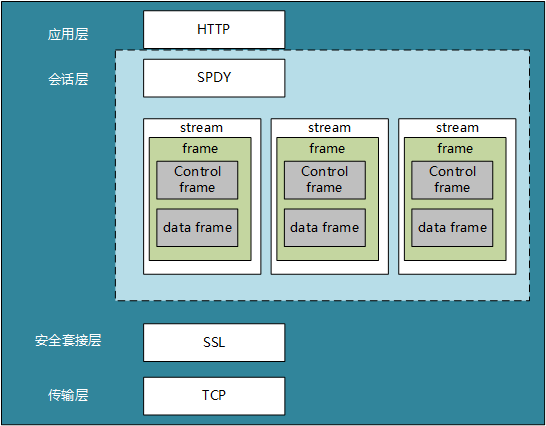 应用层
HTTP
会话层
SPDY
stream
frame
Control
frame
data frame
stream
frame
Control
frame
data frame
stream
frame
Control
frame
data frame
安全套接层
SSL
传输层
TCP